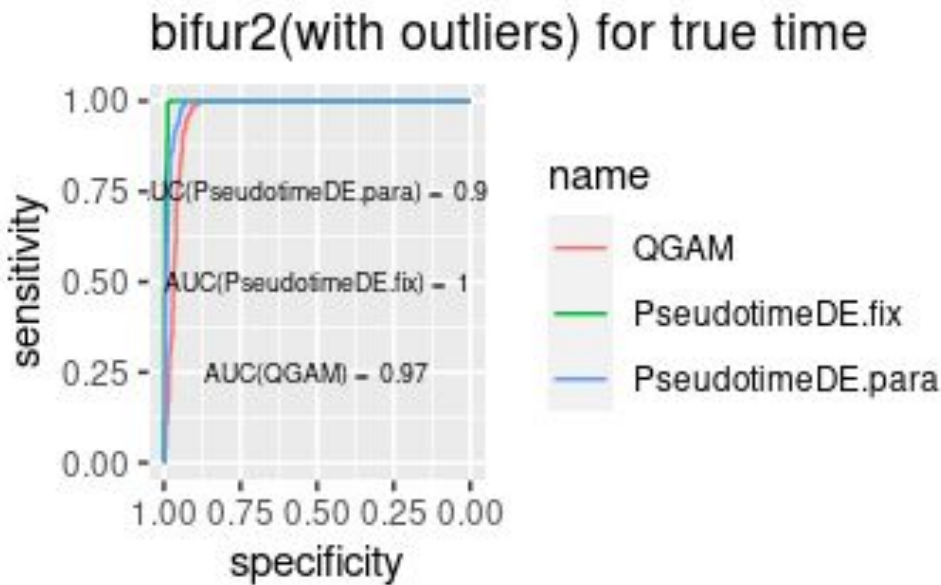 bifur2(with outliers) for true time
sensitivity
1.00
0.75
0.50
0.25
0.00
UC(PseudotimeDE.para) = 0.9
AUC(PseudotimeDE.fix) = 1
AUC(QGAM) = 0.97
1.00 0.75 0.50 0.25 0.00
specificity
name
QGAM
PseudotimeDE.fix
PseudotimeDE.para